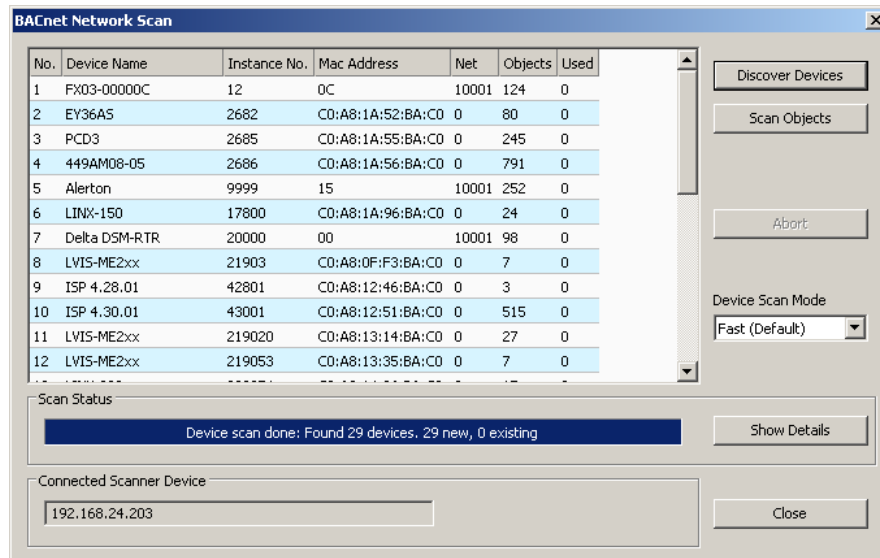 BACnet Network Scan
No. Device Name Instance No. Mac Address Net Objects Used
1 FX03-00000C 12 0C 10001 124 0
2 EY36AS 2682 C0:A8:1A:52:BA:C0 0 80 0
3 PCD3 2685 C0:A8:1A:55:BA:C0 0 245 0
4 449AM08-05 2686 C0:A8:1A:56:BA:C0 0 791 0
5 Alerton 9999 15 10001 252 0
6 LINX-150 17800 C0:A8:1A:96:BA:C0 0 24 0
7 Delta DSM-RTR 20000 00 10001 98 0
8 LVIS-ME2xx 21903 C0:A8:0F:F3:BA:C0 0 7 0
9 ISP 4.28.01 42801 C0:A8:12:46:BA:C0 0 3 0
10 ISP 4.30.01 43001 C0:A8:12:51:BA:C0 0 515 0
11 LVIS-ME2xx 219020 C0:A8:13:14:BA:C0 0 27 0
12 LVIS-ME2xx 219053 C0:A8:13:35:BA:C0 0 7 0
Discover Devices
Scan Objects
Abort
Device Scan Mode
Fast (Default)
Scan Status
Device scan done: Found 29 devices. 29 new, 0 existing
Show Details
Connected Scanner Device
192.168.24.203
Close